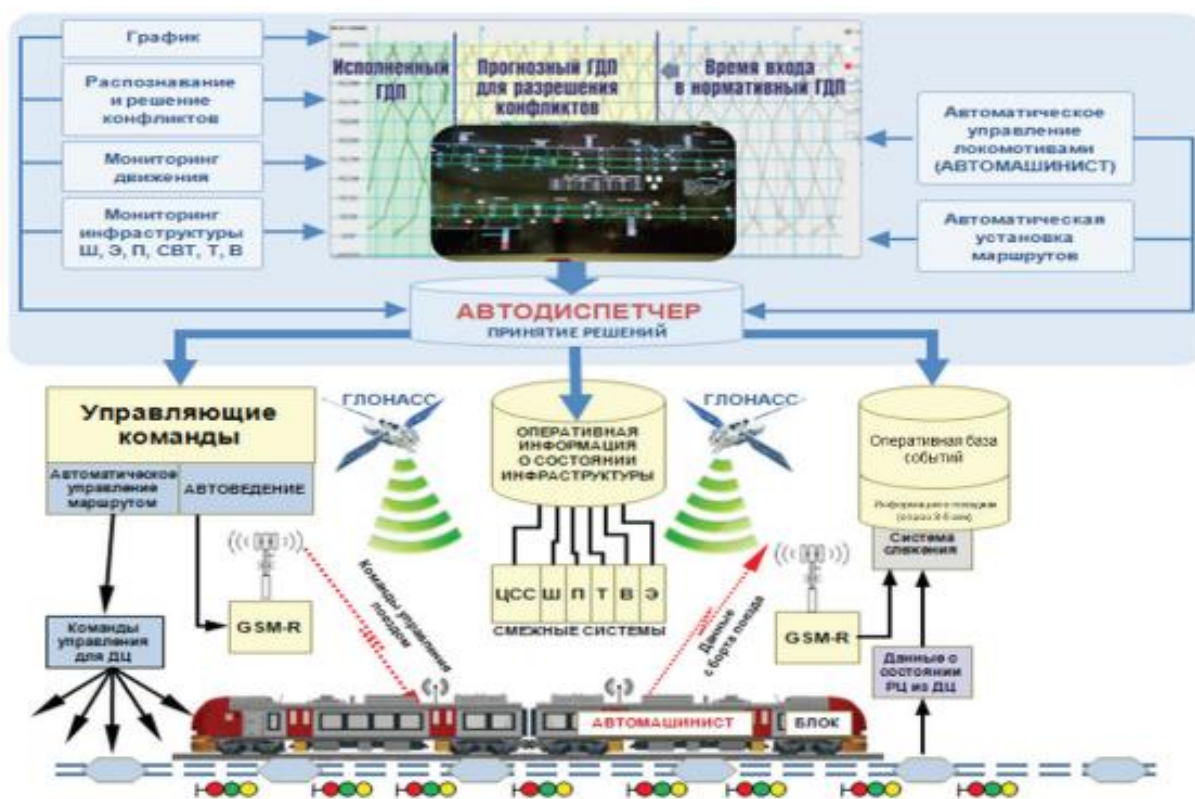 График
Распознавание
и решение
конфликтов
Мониторинг
движения
Мониторинг
инфраструктуры
Ш, Э, П, СВТ, Т, В
Исполненный
ГДП
Прогнозный ГДП
для разрешения
конфликтов
Время входа
в нормативный ГДП
Автоматическое
управление
локомотивами
(АВТОМАШИНИСТ)
Автоматическая
установка
маршрутов
АВТОДИСПЕТЧЕР
ПРИНЯТИЕ РЕШЕНИЙ
Управляющие
команды
Автоматическое
управление
маршрутом
АВТОВЕДЕНИЕ
ГЛОНАСС
ОПЕРАТИВНАЯ
ИНФОРМАЦИЯ
О СОСТОЯНИИ
ИНФРАСТРУКТУРЫ
ГЛОНАСС
Оперативная база
событий
Система
слежения
ЦСС Ш П Т В Э
СМЕЖНЫЕ СИСТЕМЫ
Команды управления
поездом
Данные
с борта поезда
GSM-R
GSM-R
Команды
управления
для ДЦ
Данные о
состоянии
РЦ из ДЦ
АВТОМАШИНИСТ
БЛОК